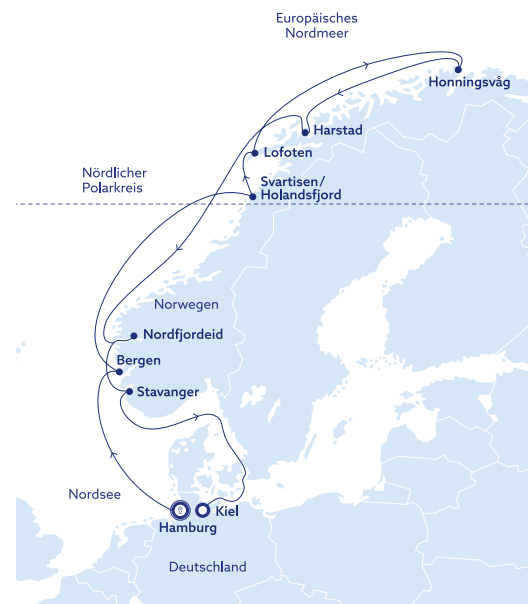 Europäisches
Nordmeer
Honningsvåg
Harstad
Lofoten
Nördlicher
Polarkreis
Svartisen/
Holandsfjord
Norwegen
Nordfjordeid
Bergen
Stavanger
Nordsee
Kiel
Hamburg
Deutschland